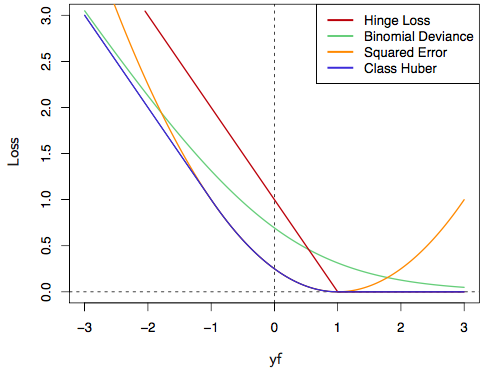 Hinge Loss
Binomial Deviance
Squared Error
Class Huber
3.0
2.5
2.0
1.5
1.0
0.5
0.0
Loss
−3 −2 −1 0 1 2 3
yf